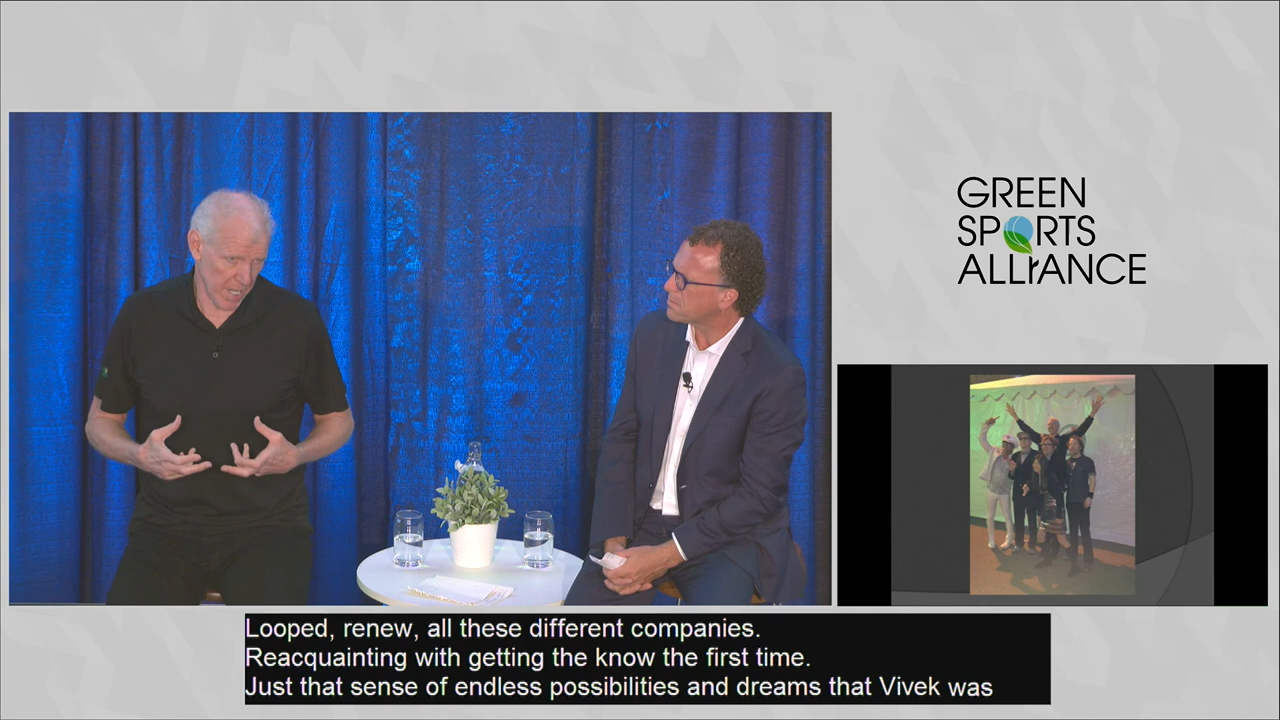 GREEN
SPORTS
ALLIANCE
Looped, renew, all these different companies.
Reacquainting with getting the know the first time.
Just that sense of endless possibilities and dreams that Vivek was